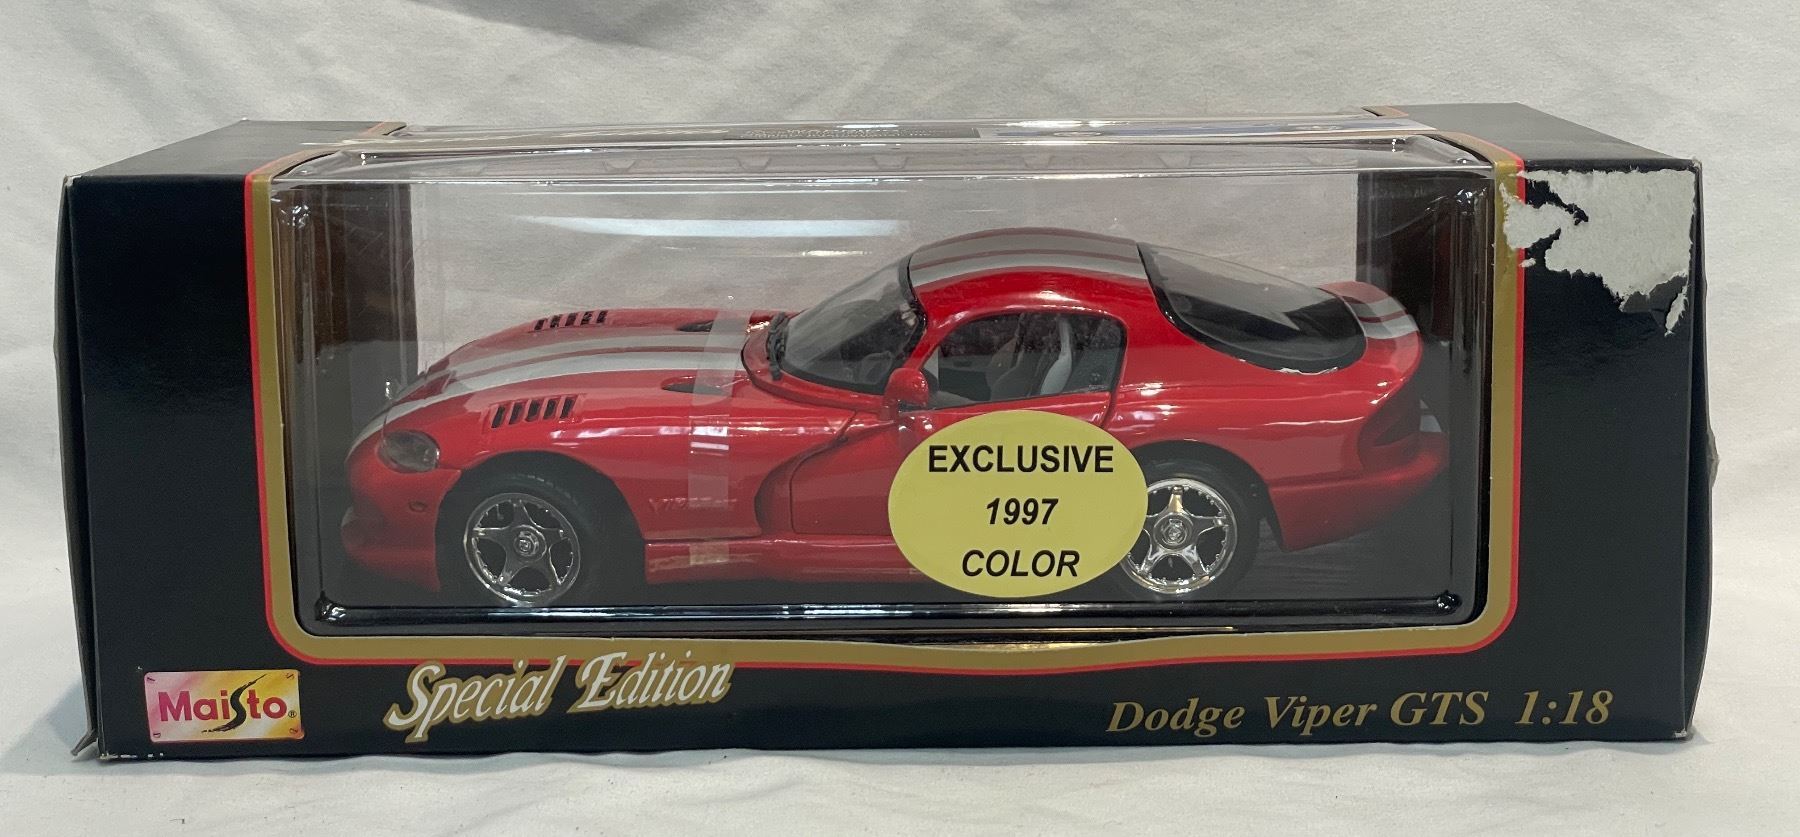 EXCLUSIVE
1997
COLOR
Maisto
Special Edition
Dodge Viper GTS 1:18